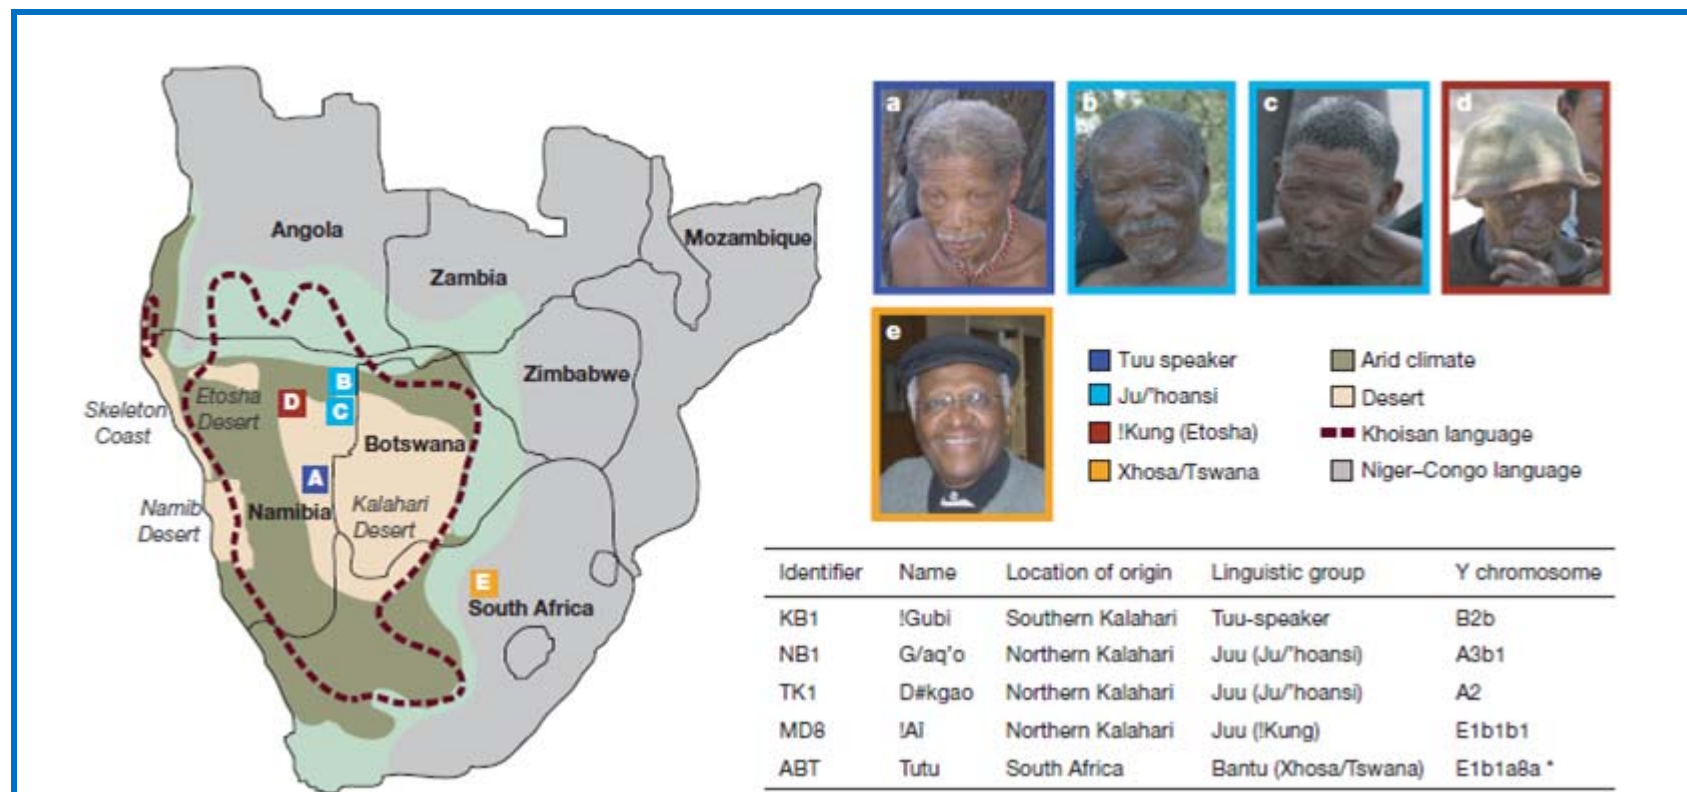 Angola
Zambia
Mozambique
Zimbabwe
Skeleton
Coast
Etosha
Desert
D
B
C
Botswana
A
Namib
Desert
Namibia
Kalahari
Desert
E
South Africa
a
b
c
d
e
Tuu speaker
Ju/'hoansi
!Kung (Etosha)
Xhosa/Tswana
Arid climate
Desert
Khoisan language
Niger–Congo language
Identifier Name Location of origin Linguistic group Y chromosome
KB1 !Gubi Southern Kalahari Tuu-speaker B2b
NB1 G/aq'o Northern Kalahari Juu (Ju/'hoansi) A3b1
TK1 D#kgao Northern Kalahari Juu (Ju/'hoansi) A2
MD8 !Aî Northern Kalahari Juu (!Kung) E1b1b1
ABT Tutu South Africa Bantu (Xhosa/Tswana) E1b1a8a *